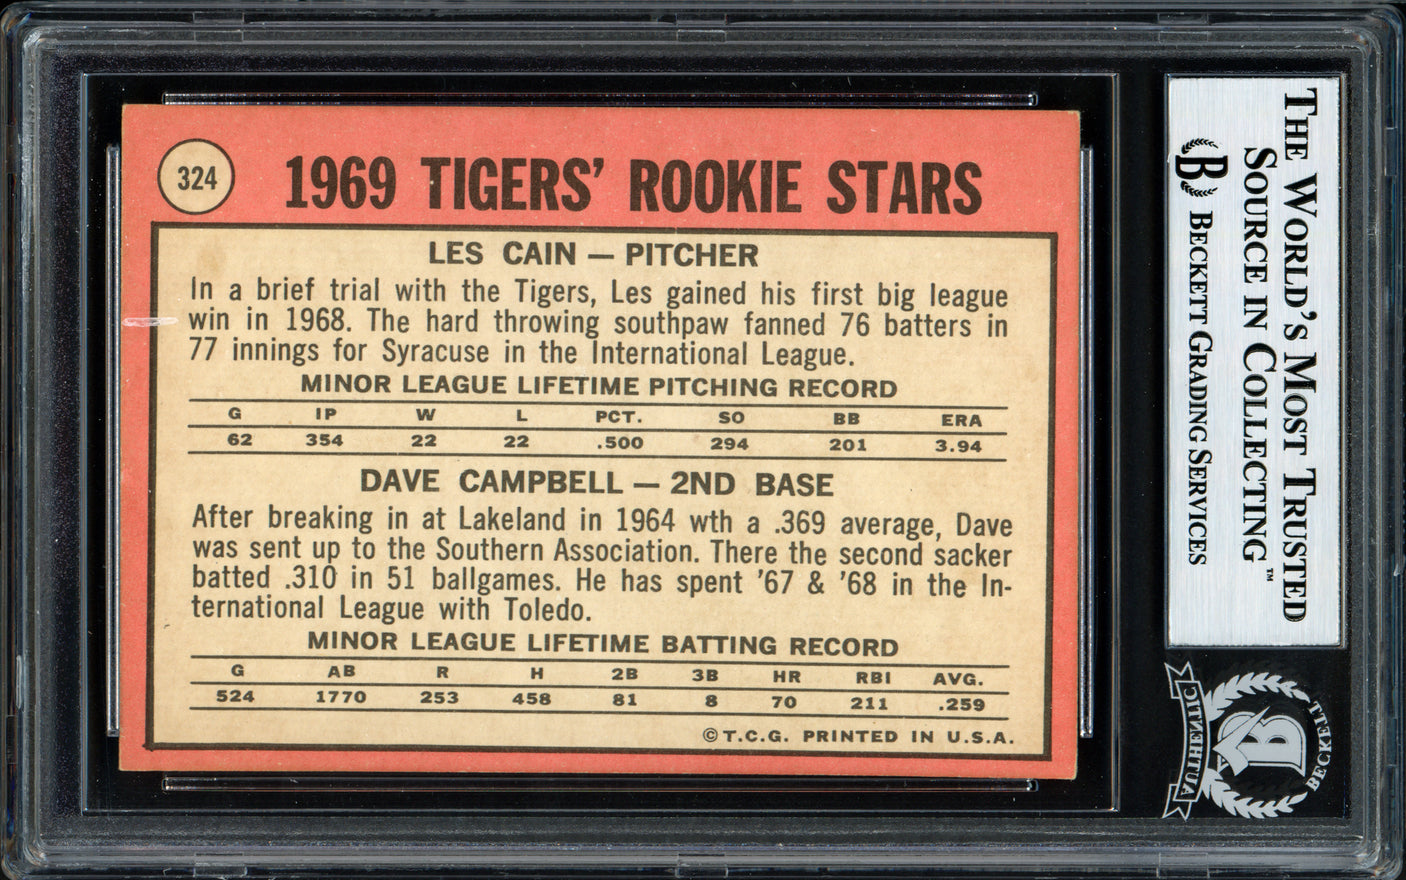 324
1969 TIGERS' ROOKIE STARS
LES CAIN — PITCHER
In a brief trial with the Tigers, Les gained his first big league
win in 1968. The hard throwing southpaw fanned 76 batters in
77 innings for Syracuse in the International League.
MINOR LEAGUE LIFETIME PITCHING RECORD
G IP W L PCT. SO BB ERA
62 354 22 22 .500 294 201 3.94
DAVE CAMPBELL — 2ND BASE
After breaking in at Lakeland in 1964 wth a .369 average, Dave
was sent up to the Southern Association. There the second sacker
batted .310 in 51 ballgames. He has spent '67 & '68 in the In-
ternational League with Toledo.
MINOR LEAGUE LIFETIME BATTING RECORD
G AB R H 2B 3B HR RBI AVG.
524 1770 253 458 81 8 70 211 .259
©T.C.G. PRINTED IN U.S.A.
THE WORLD'S MOST TRUSTED
SOURCE IN COLLECTING™
B BECKETT GRADING SERVICES
BECKETT
B
AUTHENTIC